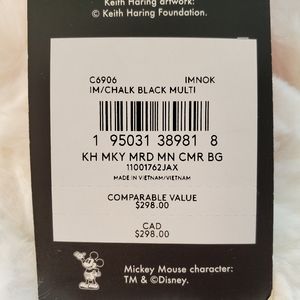 Keith Haring artwork:
© Keith Haring Foundation.
C6906 IMNOK
IM/CHALK BLACK MULTI
1 95031 38981 8
KH MKY MRD MN CMR BG
11001762JAX
MADE IN VIETNAM/VIETNAM
COMPARABLE VALUE
$298.00
CAD
$298.00
Mickey Mouse character:
TM & ©Disney.